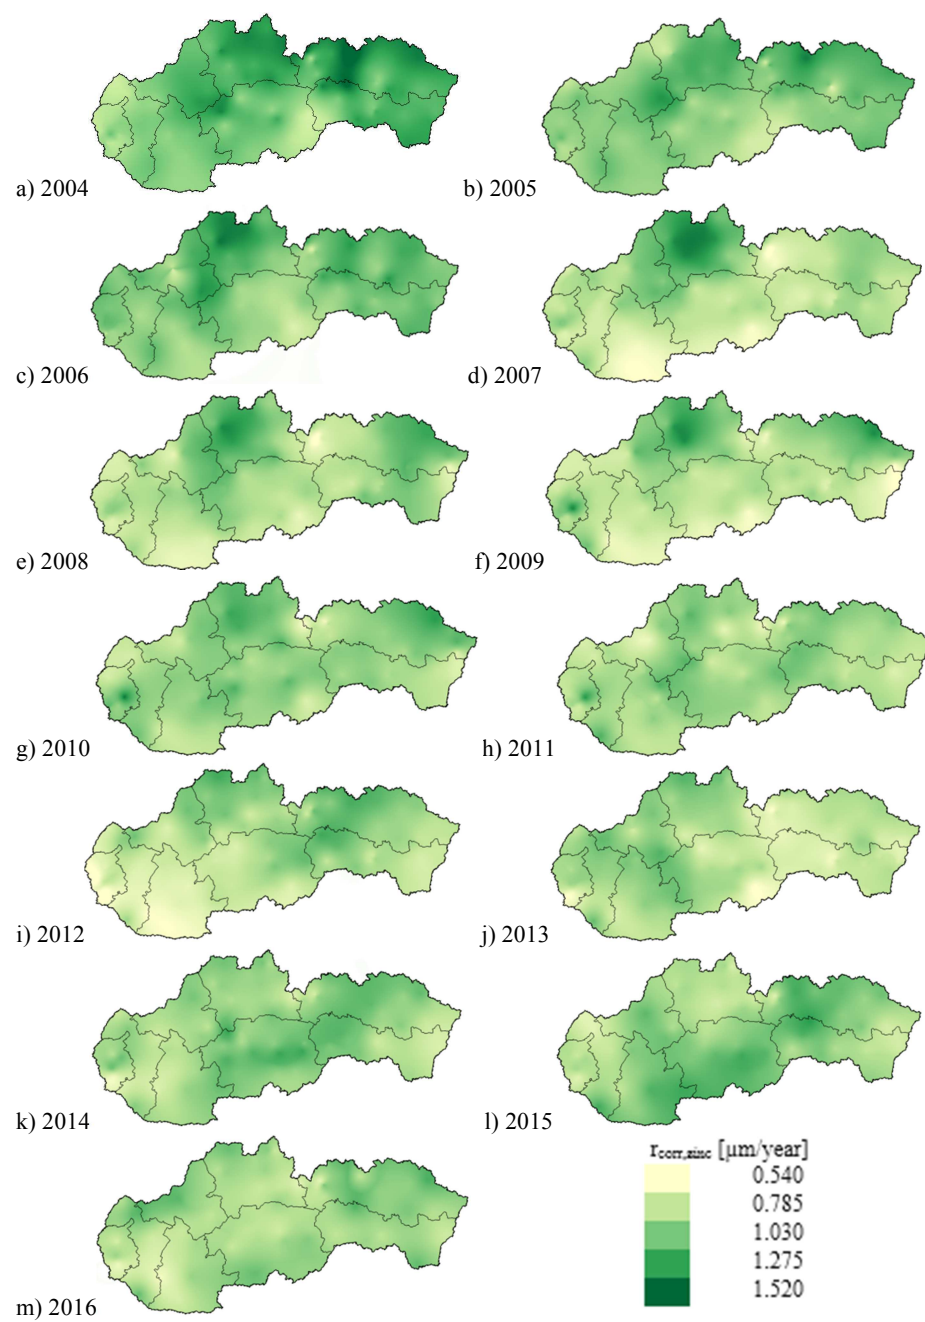 a) 2004
b) 2005
c) 2006
d) 2007
e) 2008
f) 2009
g) 2010
h) 2011
i) 2012
j) 2013
k) 2014
l) 2015
m) 2016
rcorr,zinc [µm/year]
0.540
0.785
1.030
1.275
1.520